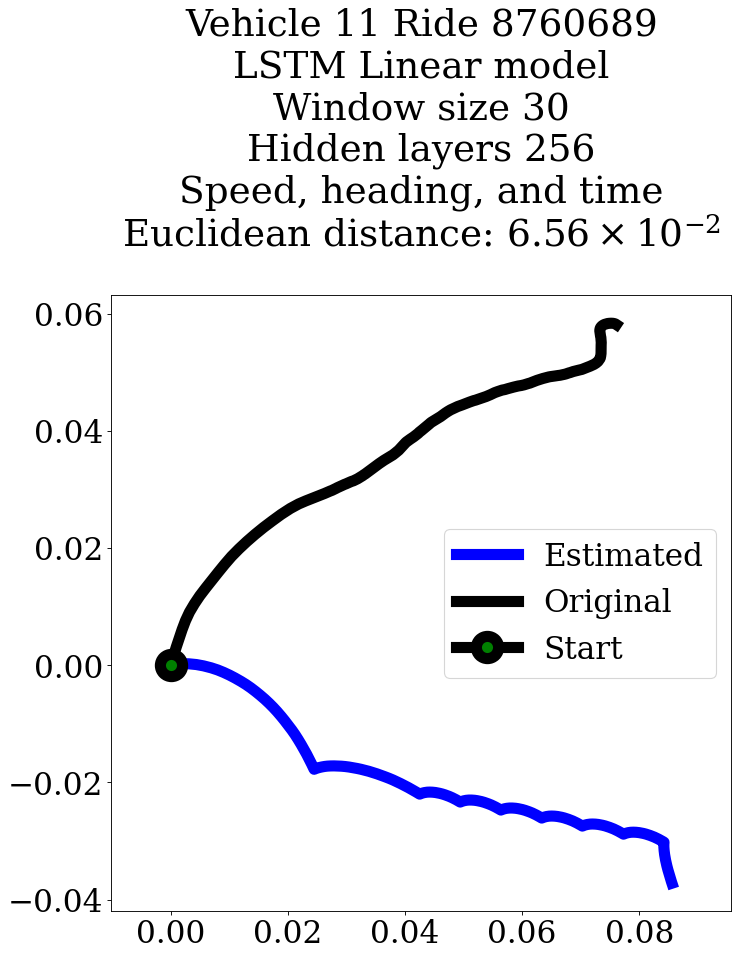 Vehicle 11 Ride 8760689
LSTM Linear model
Window size 30
Hidden layers 256
Speed, heading, and time
Euclidean distance: 6.56 × 10⁻²
0.06
0.04
0.02
0.00
−0.02
−0.04
Estimated
Original
Start
0.00 0.02 0.04 0.06 0.08